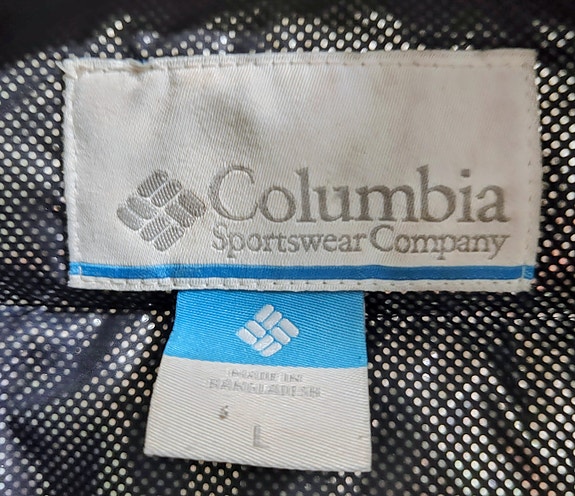 Columbia
Sportswear Company
MADE IN
BANGLADESH
L